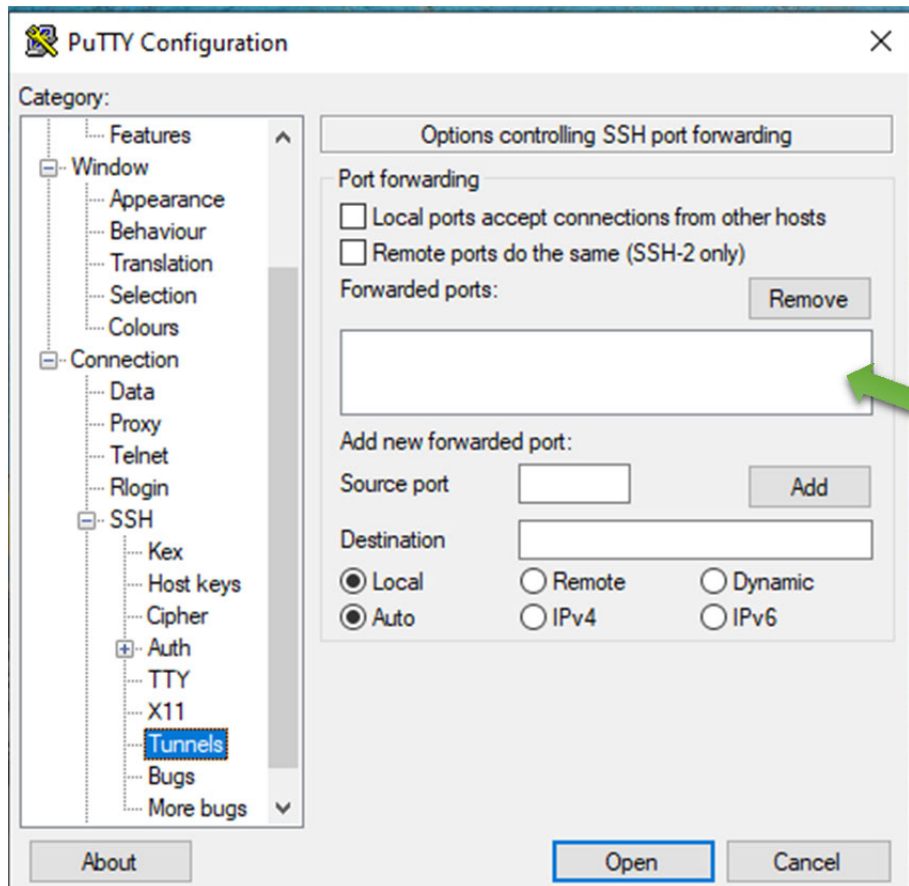 PuTTY Configuration
Category:
Features
Window
Appearance
Behaviour
Translation
Selection
Colours
Connection
Data
Proxy
Telnet
Rlogin
SSH
Kex
Host keys
Cipher
Auth
TTY
X11
Tunnels
Bugs
More bugs
Options controlling SSH port forwarding
Port forwarding
Local ports accept connections from other hosts
Remote ports do the same (SSH-2 only)
Forwarded ports:
Remove
Add new forwarded port:
Source port
Add
Destination
Local Remote Dynamic
Auto IPv4 IPv6
About
Open
Cancel